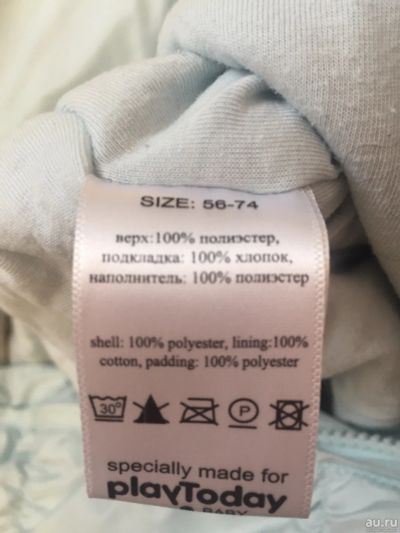 SIZE: 56-74
верх:100% полиэстер,
подкладка: 100% хлопок,
наполнитель: 100% полиэстер
shell: 100% polyester, lining:100%
cotton, padding: 100% polyester
30°
P
specially made for
playToday
BABY
au.ru